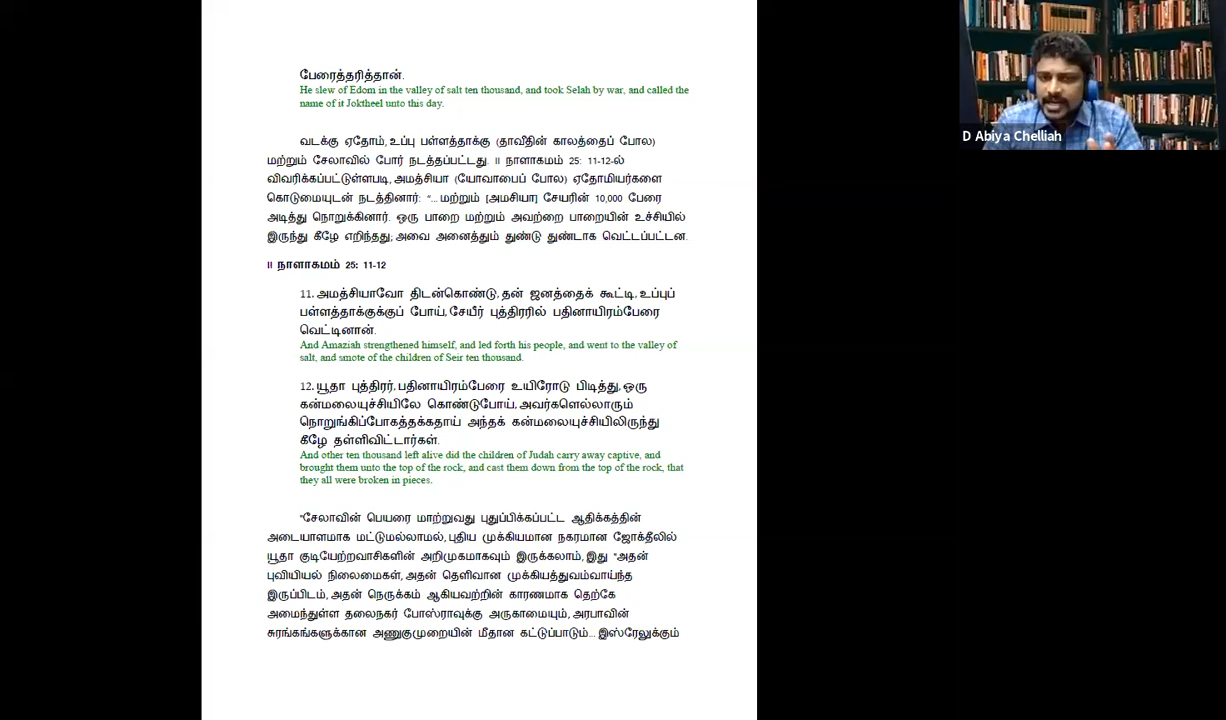 பேரைத்தரித்தான்.
He slew of Edom in the valley of salt ten thousand, and took Selah by war, and called the
name of it Joktheel unto this day.
வடக்கு ஏதோம், உப்பு பள்ளத்தாக்கு (தாவீதின் காலத்தைப் போல)
மற்றும் சேலாவில் போர் நடத்தப்பட்டது. II நாளாகமம் 25: 11-12-ல்
விவரிக்கப்பட்டுள்ளபடி, அமத்சியா (யோவாபைப் போல) ஏதோமியர்களை
கொடுமையுடன் நடத்தினார்: "... மற்றும் [அமசியா] சேயரின் 10,000 பேரை
அடித்து நொறுக்கினார். ஒரு பாறை மற்றும் அவற்றை பாறையின் உச்சியில்
இருந்து கீழே எறிந்தது; அவை அனைத்தும் துண்டு துண்டாக வெட்டப்பட்டன.
II நாளாகமம் 25: 11-12
11. அமத்சியாவோ திடன்கொண்டு, தன் ஜனத்தைக் கூட்டி, உப்புப்
பள்ளத்தாக்குக்குப் போய், சேயீர் புத்திரரில் பதினாயிரம்பேரை
வெட்டினான்.
And Amaziah strengthened himself, and led forth his people, and went to the valley of
salt, and smote of the children of Seir ten thousand.
12. யூதா புத்திரர், பதினாயிரம்பேரை உயிரோடு பிடித்து, ஒரு
கன்மலையுச்சியிலே கொண்டுபோய், அவர்களெல்லாரும்
நொறுங்கிப்போகத்தக்கதாய் அந்தக் கன்மலையுச்சியிலிருந்து
கீழே தள்ளிவிட்டார்கள்.
And other ten thousand left alive did the children of Judah carry away captive, and
brought them unto the top of the rock, and cast them down from the top of the rock, that
they all were broken in pieces.
"சேலாவின் பெயரை மாற்றுவது புதுப்பிக்கப்பட்ட ஆதிக்கத்தின்
அடையாளமாக மட்டுமல்லாமல், புதிய முக்கியமான நகரமான ஜோக்தீலில்
யூதா குடியேற்றவாசிகளின் அறிமுகமாகவும் இருக்கலாம், இது "அதன்
புவியியல் நிலைமைகள், அதன் தெளிவான முக்கியத்துவம்வாய்ந்த
இருப்பிடம், அதன் நெருக்கம் ஆகியவற்றின் காரணமாக தெற்கே
அமைந்துள்ள தலைநகர் போஸ்ராவுக்கு அருகாமையும், அரபாவின்
சுரங்கங்களுக்கான அணுகுமுறையின் மீதான கட்டுப்பாடும்... இஸ்ரேலுக்கும்
D Abiya Chelliah